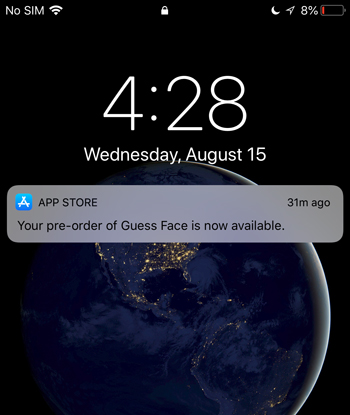 No SIM 8%
4:28
Wednesday, August 15
APP STORE 31m ago
Your pre-order of Guess Face is now available.